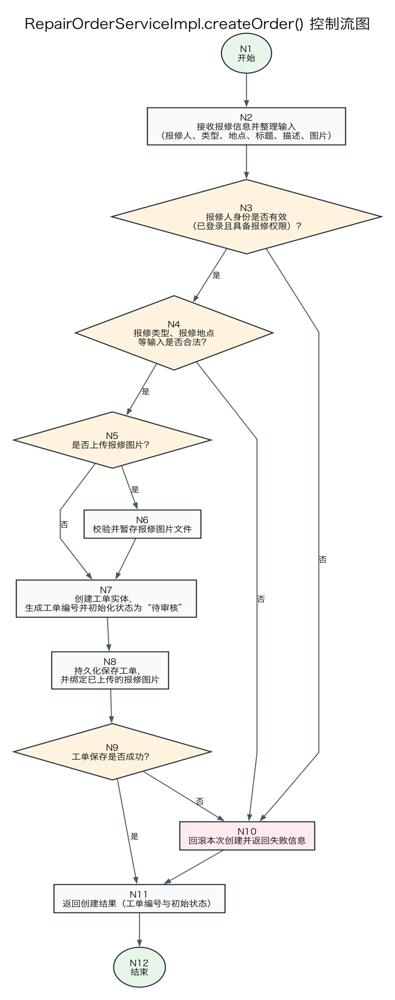 RepairOrderServiceImpl.createOrder() 控制流图
N1
开始
N2
接收报修信息并整理输入
（报修人、类型、地点、标题、描述、图片）
N3
报修人身份是否有效
（已登录且具备报修权限）?
是
N4
报修类型、报修地点
等输入是否合法?
是
N5
是否上传报修图片?
是
N6
校验并暂存报修图片文件
否
否
N7
创建工单实体,
生成工单编号并初始化状态为“待审核”
否
N8
持久化保存工单,
并绑定已上传的报修图片
N9
工单保存是否成功?
否
N10
回滚本次创建并返回失败信息
是
N11
返回创建结果（工单编号与初始状态）
N12
结束